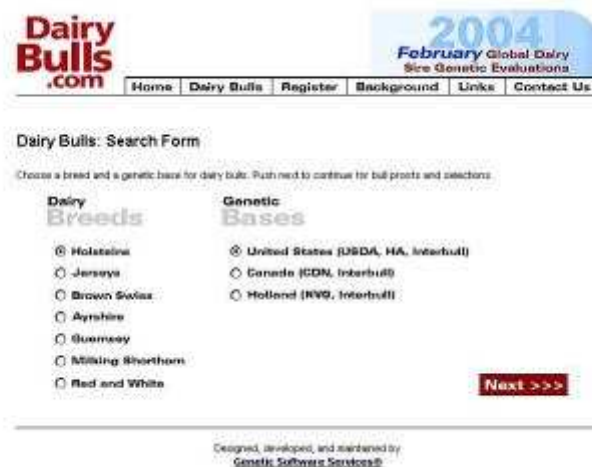 Dairy
Bulls
.com
2004
February Global Dairy
Sire Genetic Evaluations
Home Dairy Bulls Register Background Links Contact Us
Dairy Bulls: Search Form
Choose a breed and a genetic base for dairy bulls. Push next to continue for bull proofs and selections.
Dairy
Breeds
Holsteins
Jerseys
Brown Swiss
Ayrshire
Guernsey
Milking Shorthorn
Red and White
Genetic
Bases
United States (USDA, HA, Interbull)
Canada (CDN, Interbull)
Holland (NVO, Interbull)
Next >>>
Designed, developed, and maintained by
Genetic Software Services®